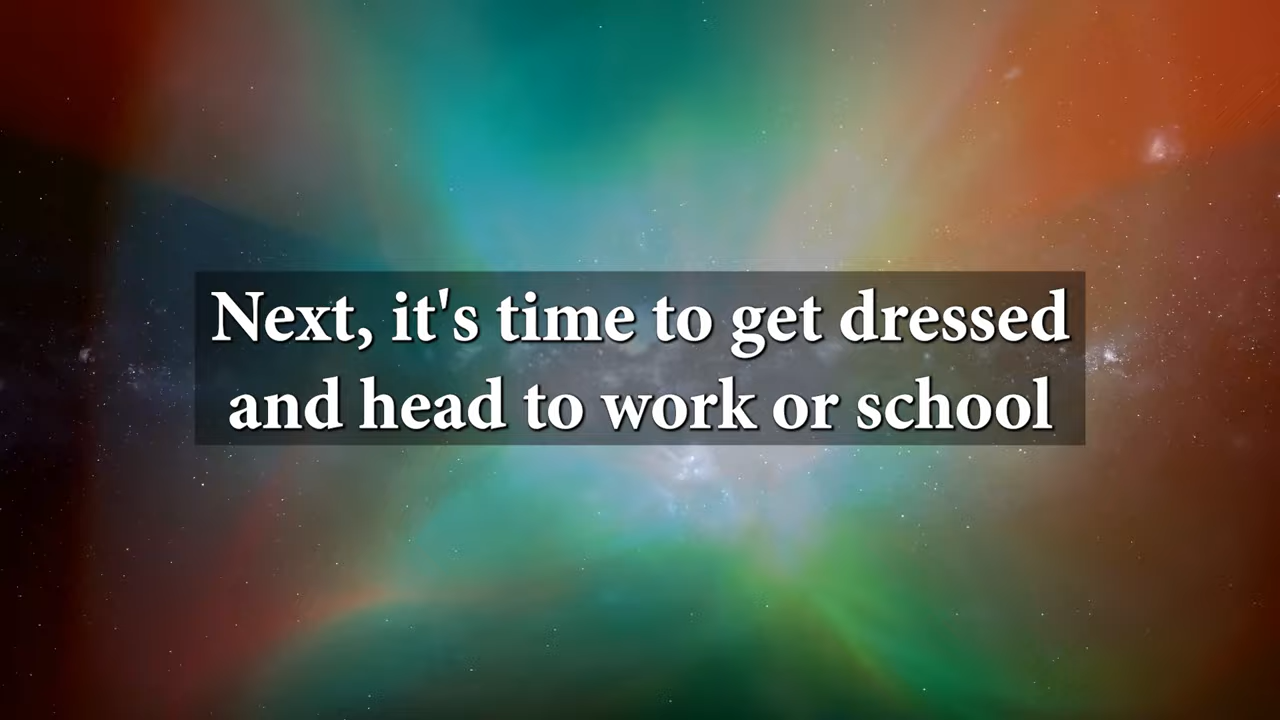 Next, it's time to get dressed
and head to work or school